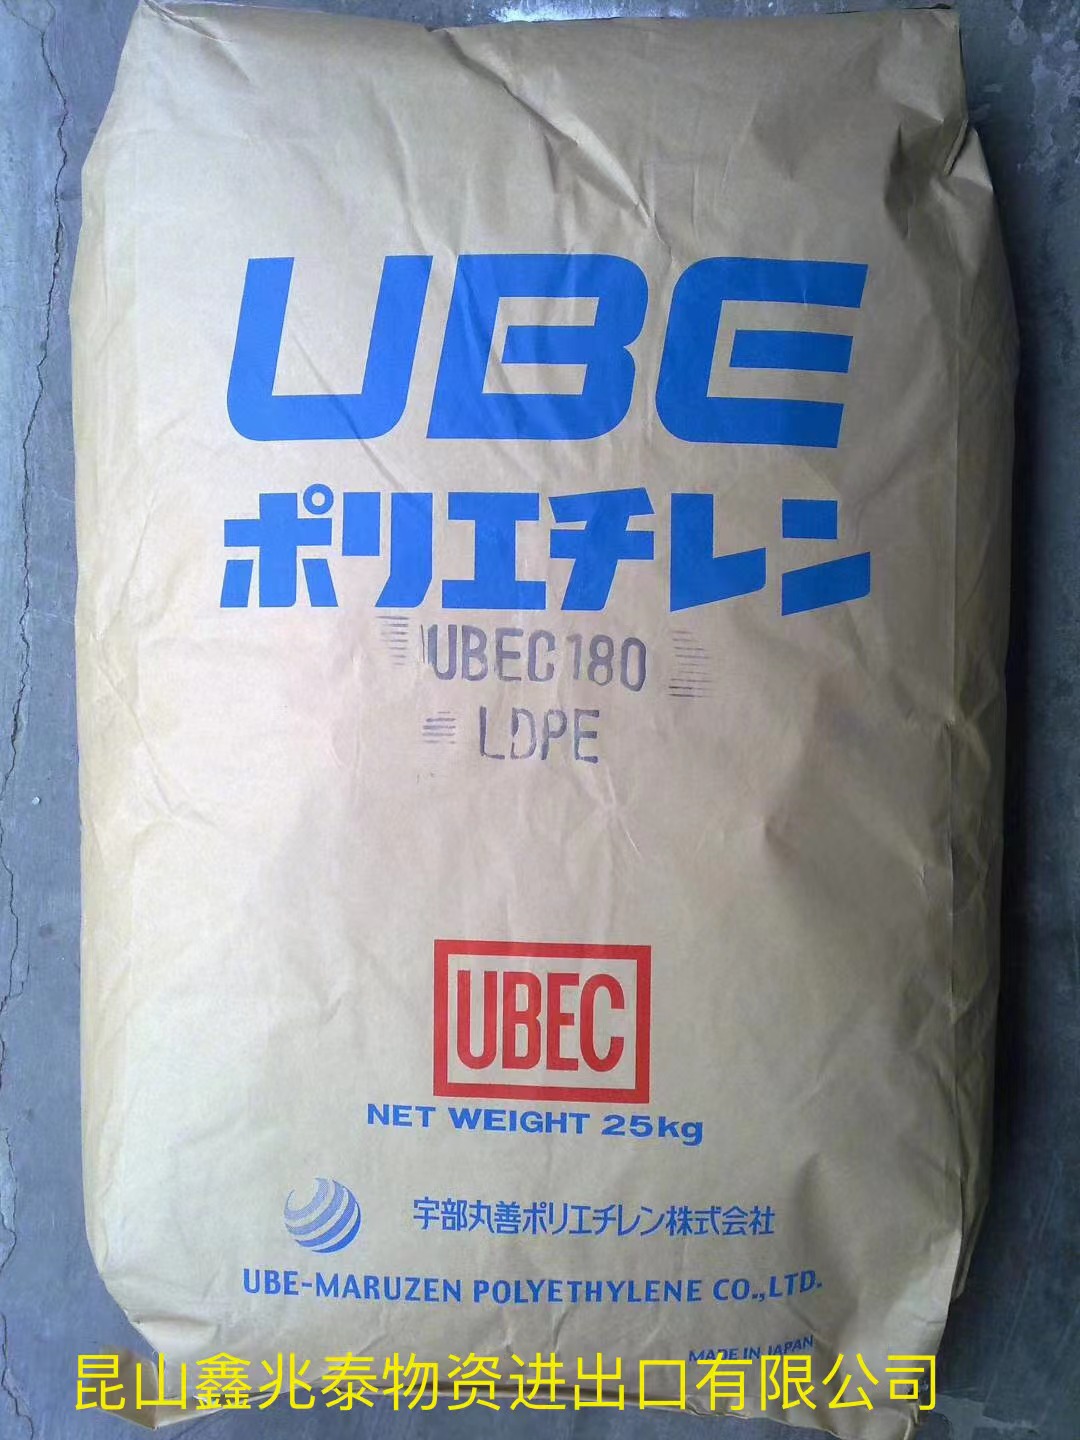 UBE
ポリエチレン
UBEC180
LDPE
UBEC
NET WEIGHT 25kg
宇部丸善ポリエチレン株式会社
UBE-MARUZEN POLYETHYLENE CO.,LTD.
MADE IN JAPAN
昆山鑫兆泰物资进出口有限公司